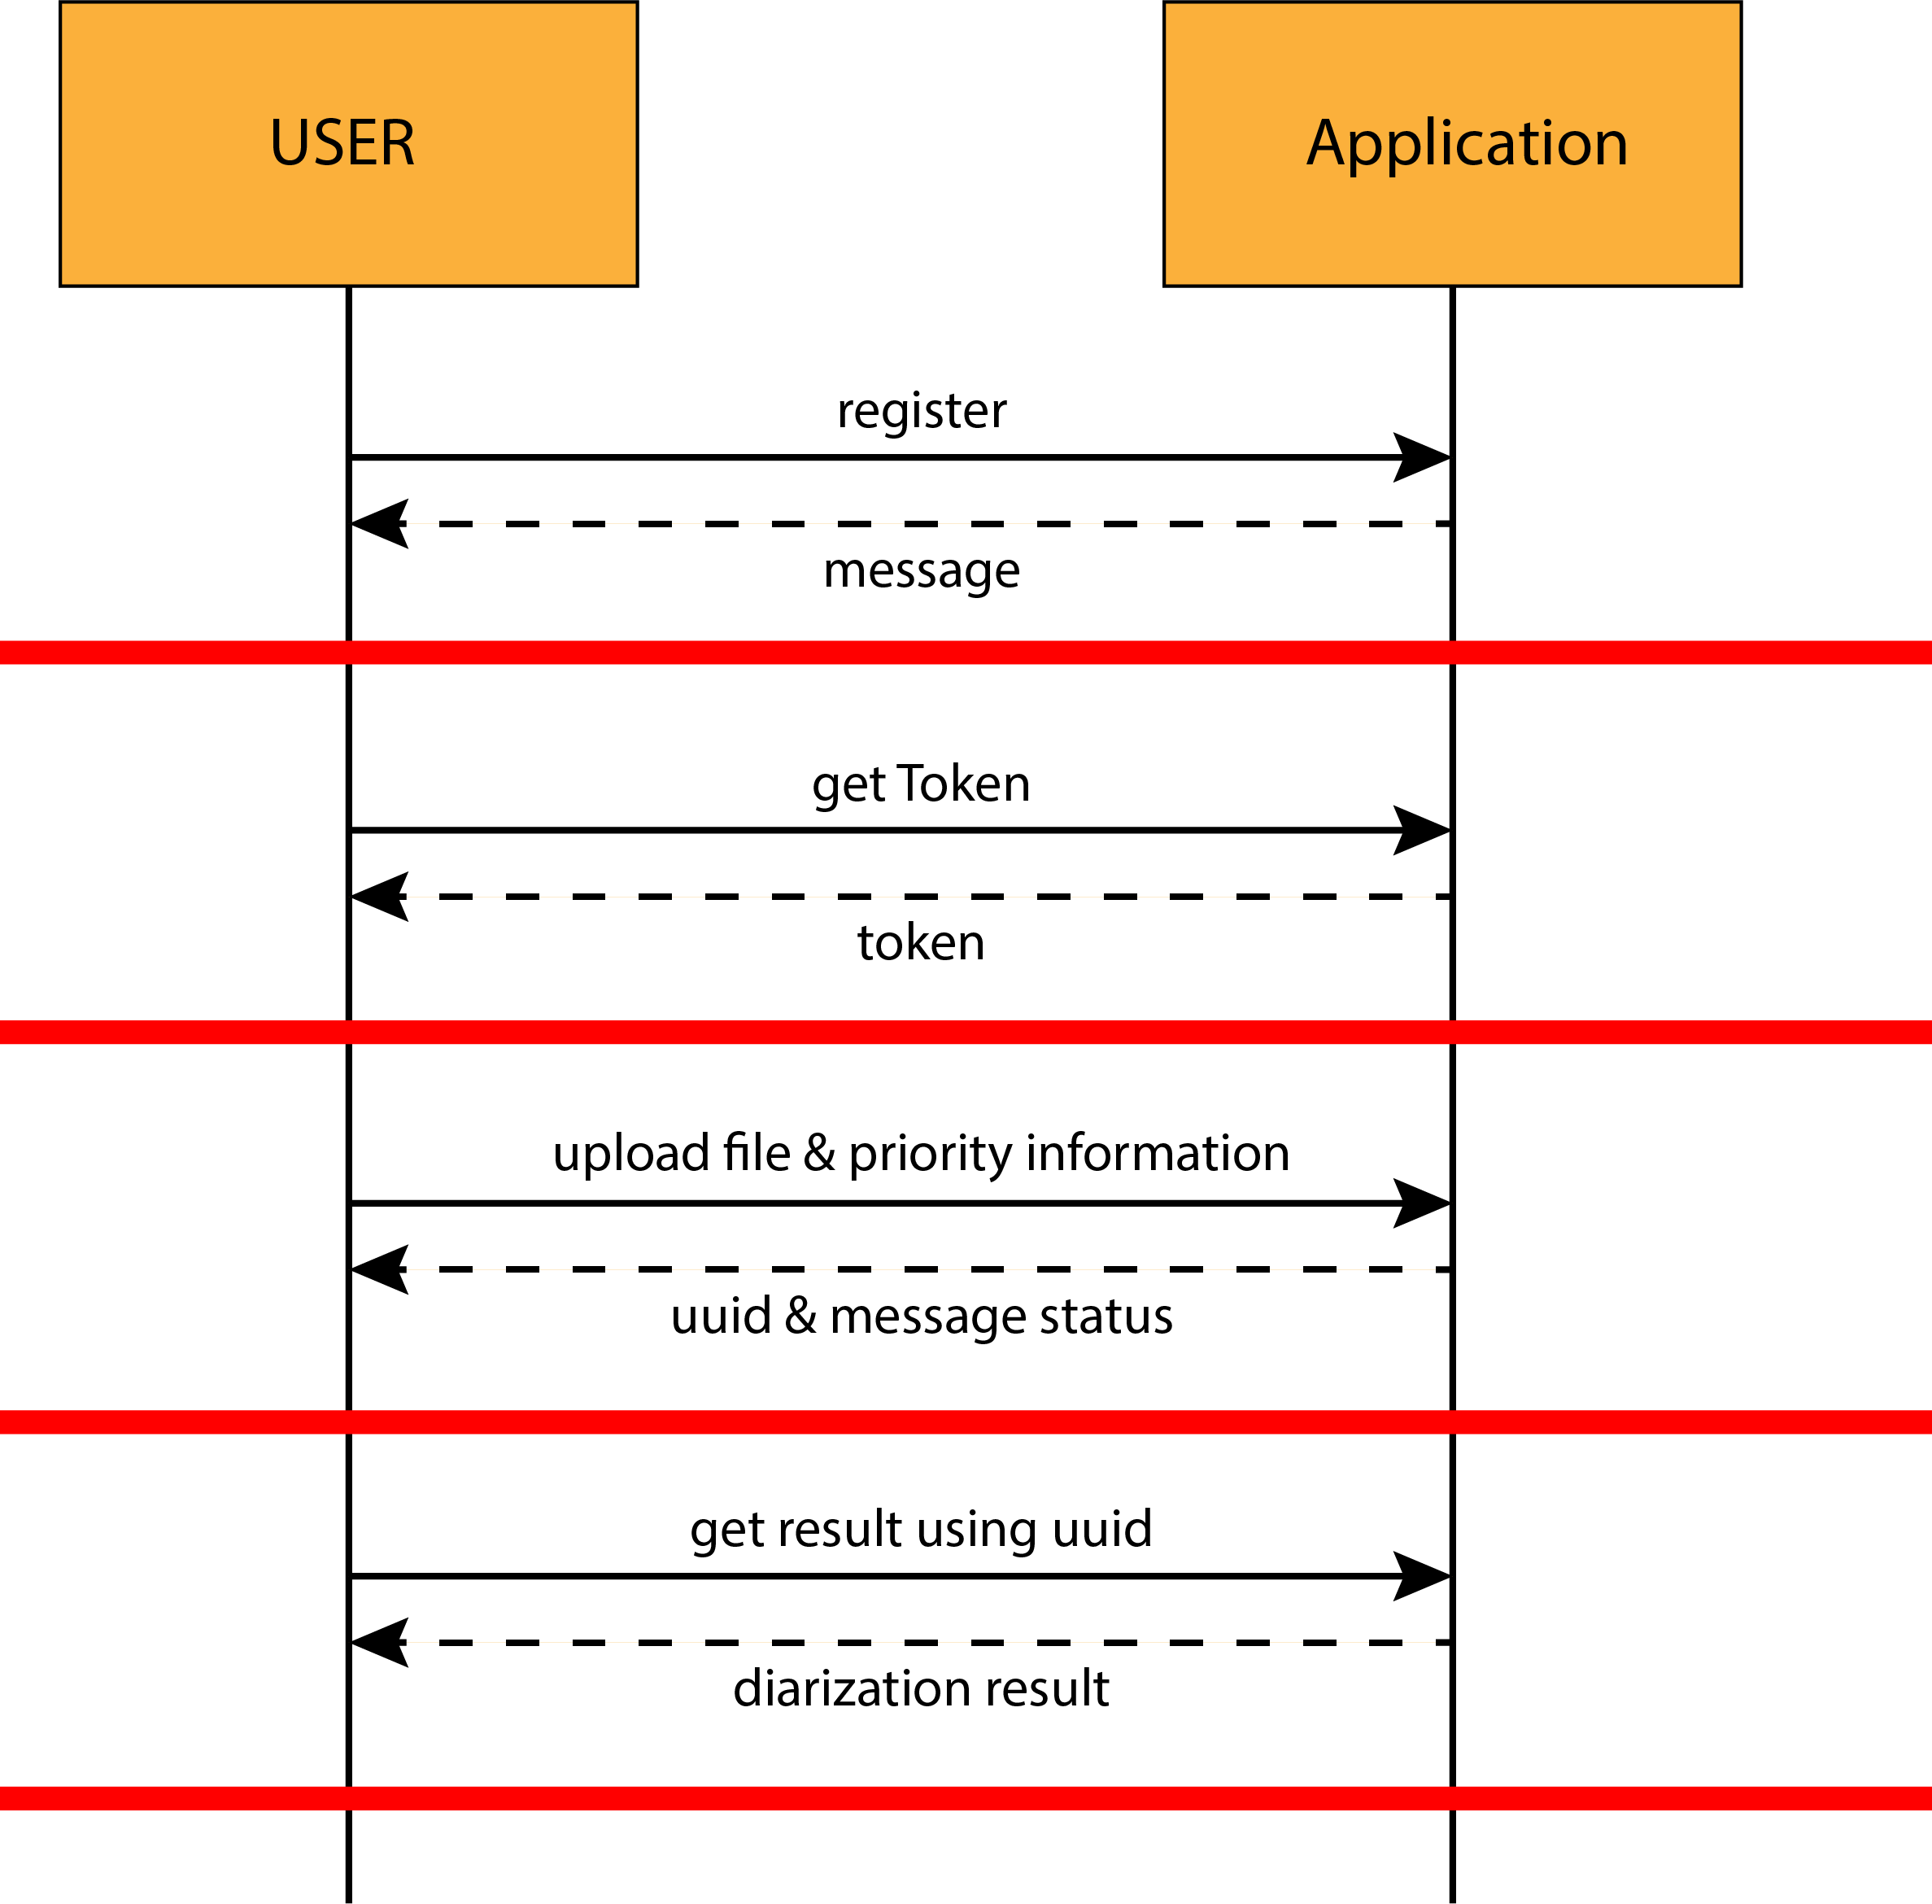 USER
Application
register
message
get Token
token
upload file & priority information
uuid & message status
get result using uuid
diarization result